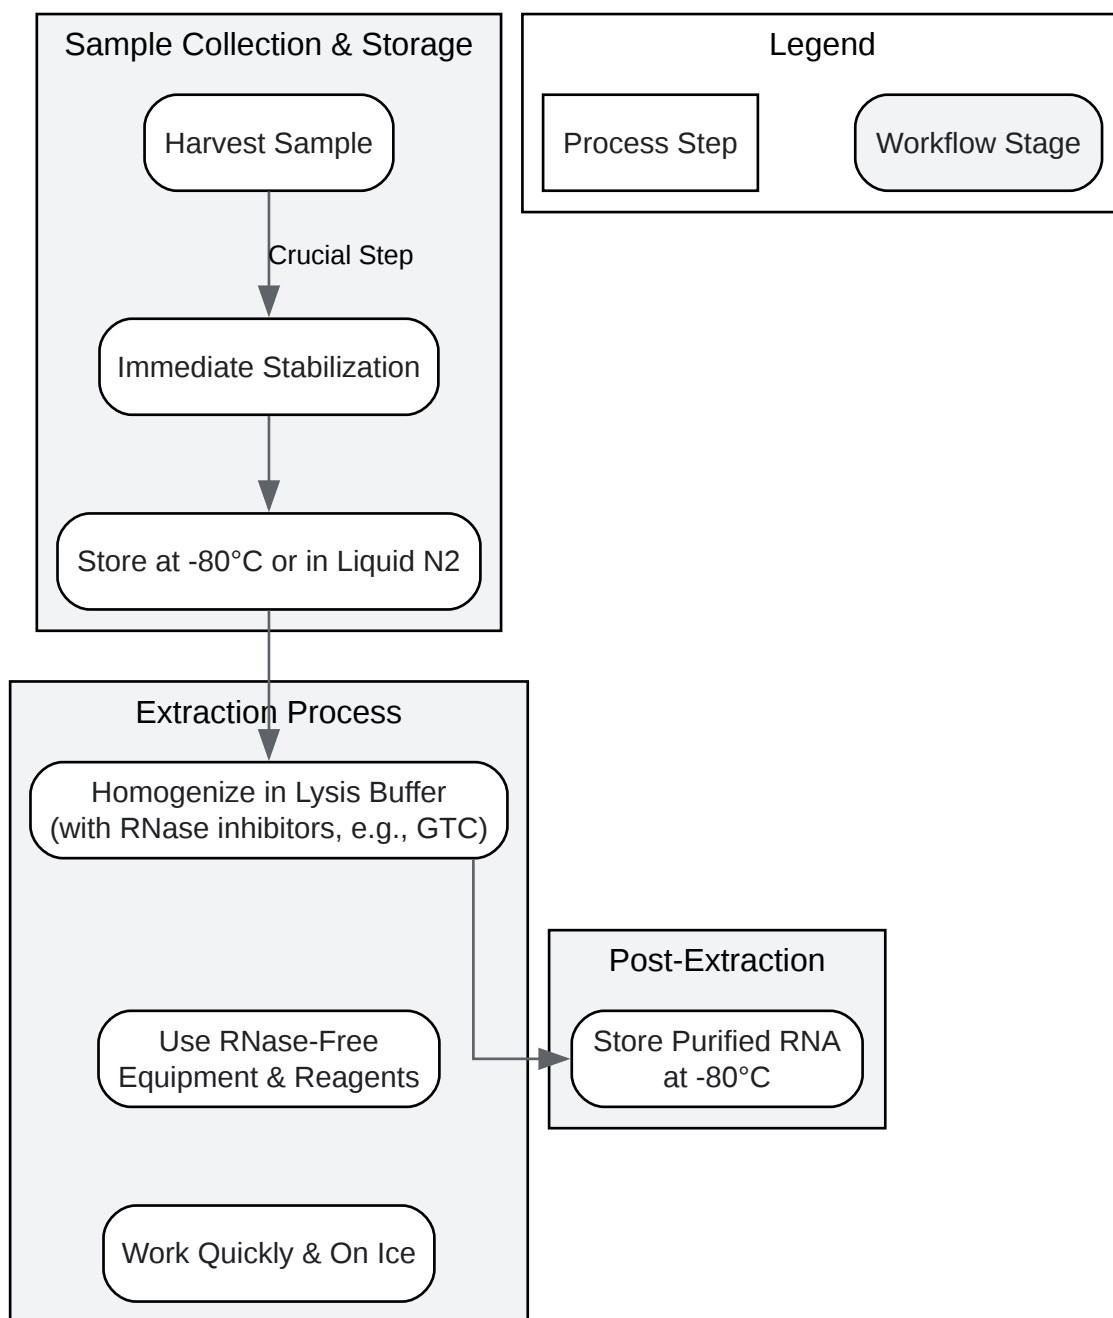 Sample Collection & Storage
Harvest Sample
Crucial Step
Immediate Stabilization
Store at -80°C or in Liquid N2
Legend
Process Step
Workflow Stage
Extraction Process
Homogenize in Lysis Buffer
(with RNase inhibitors, e.g., GTC)
Use RNase-Free
Equipment & Reagents
Work Quickly & On Ice
Post-Extraction
Store Purified RNA
at -80°C